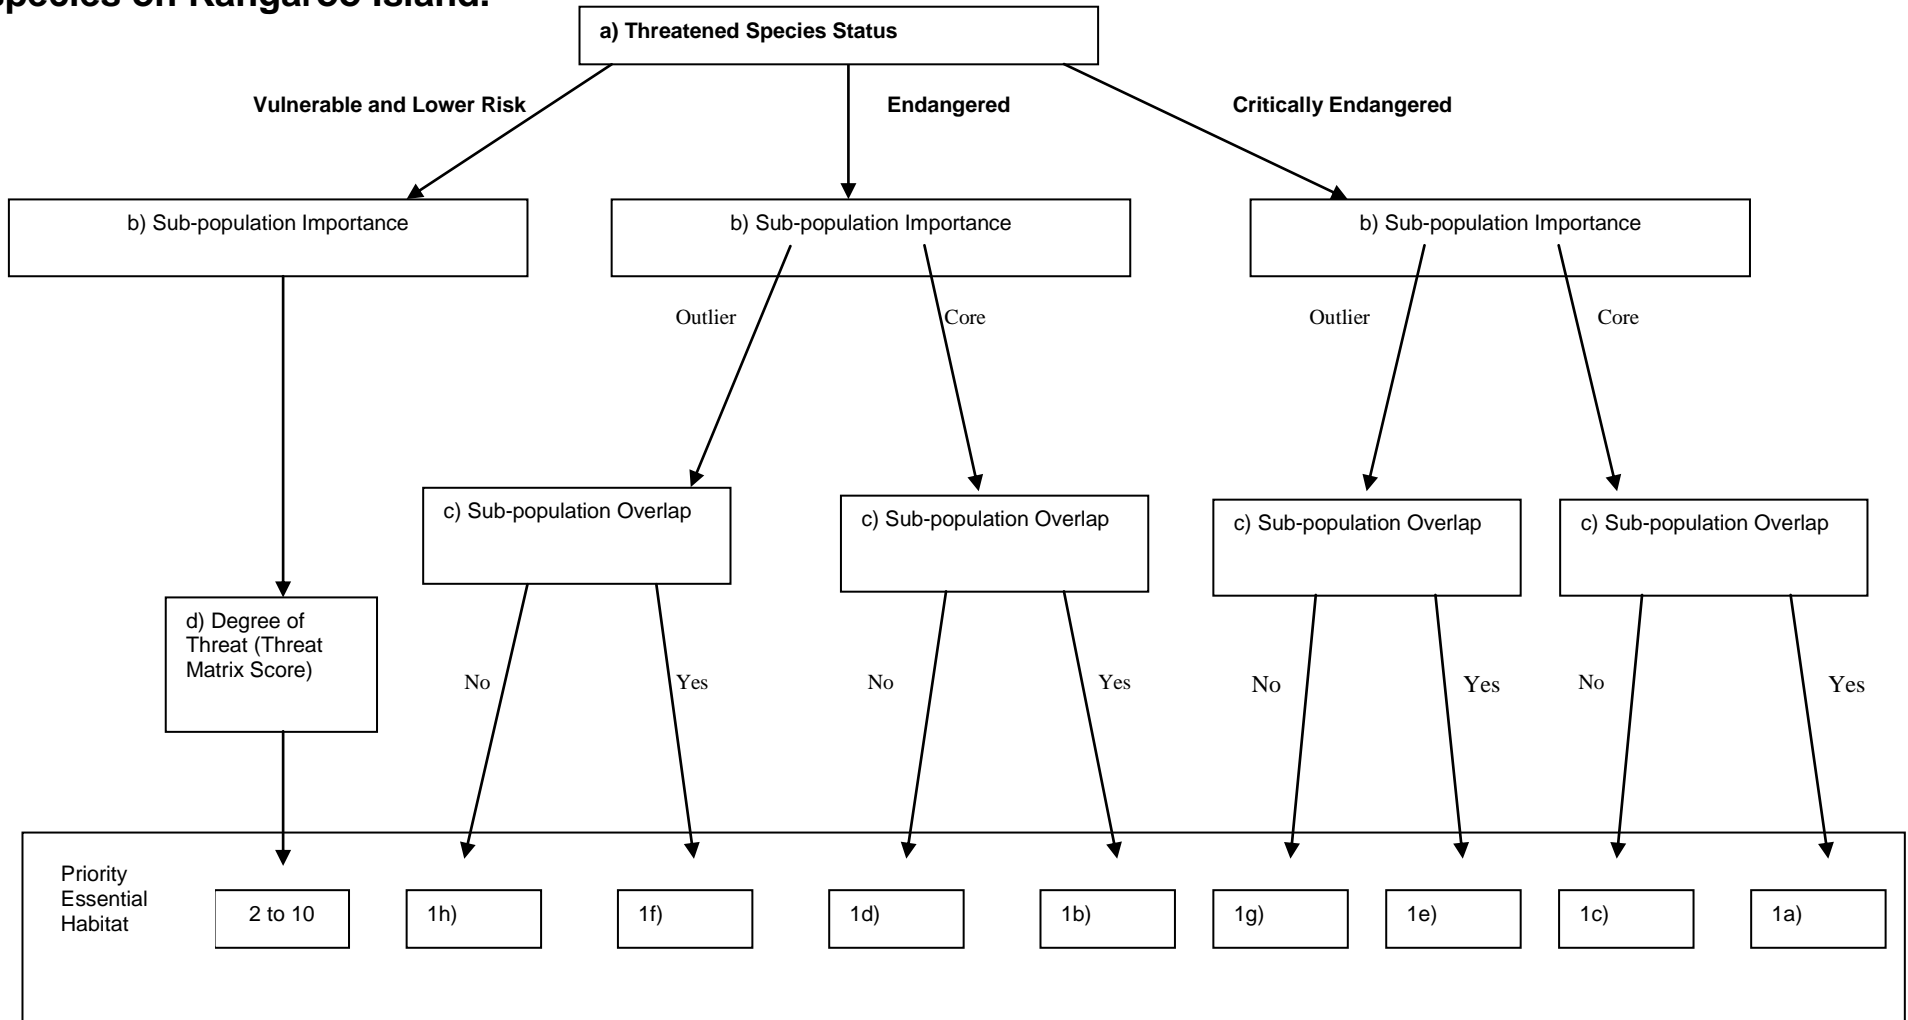 species on Kangaroo Island.
a) Threatened Species Status
Vulnerable and Lower Risk
Endangered
Critically Endangered
b) Sub-population Importance
b) Sub-population Importance
b) Sub-population Importance
Outlier
Core
Outlier
Core
c) Sub-population Overlap
c) Sub-population Overlap
c) Sub-population Overlap
c) Sub-population Overlap
d) Degree of
Threat (Threat
Matrix Score)
No
Yes
No
Yes
No
Yes
No
Yes
Priority
Essential
Habitat
2 to 10
1h)
1f)
1d)
1b)
1g)
1e)
1c)
1a)